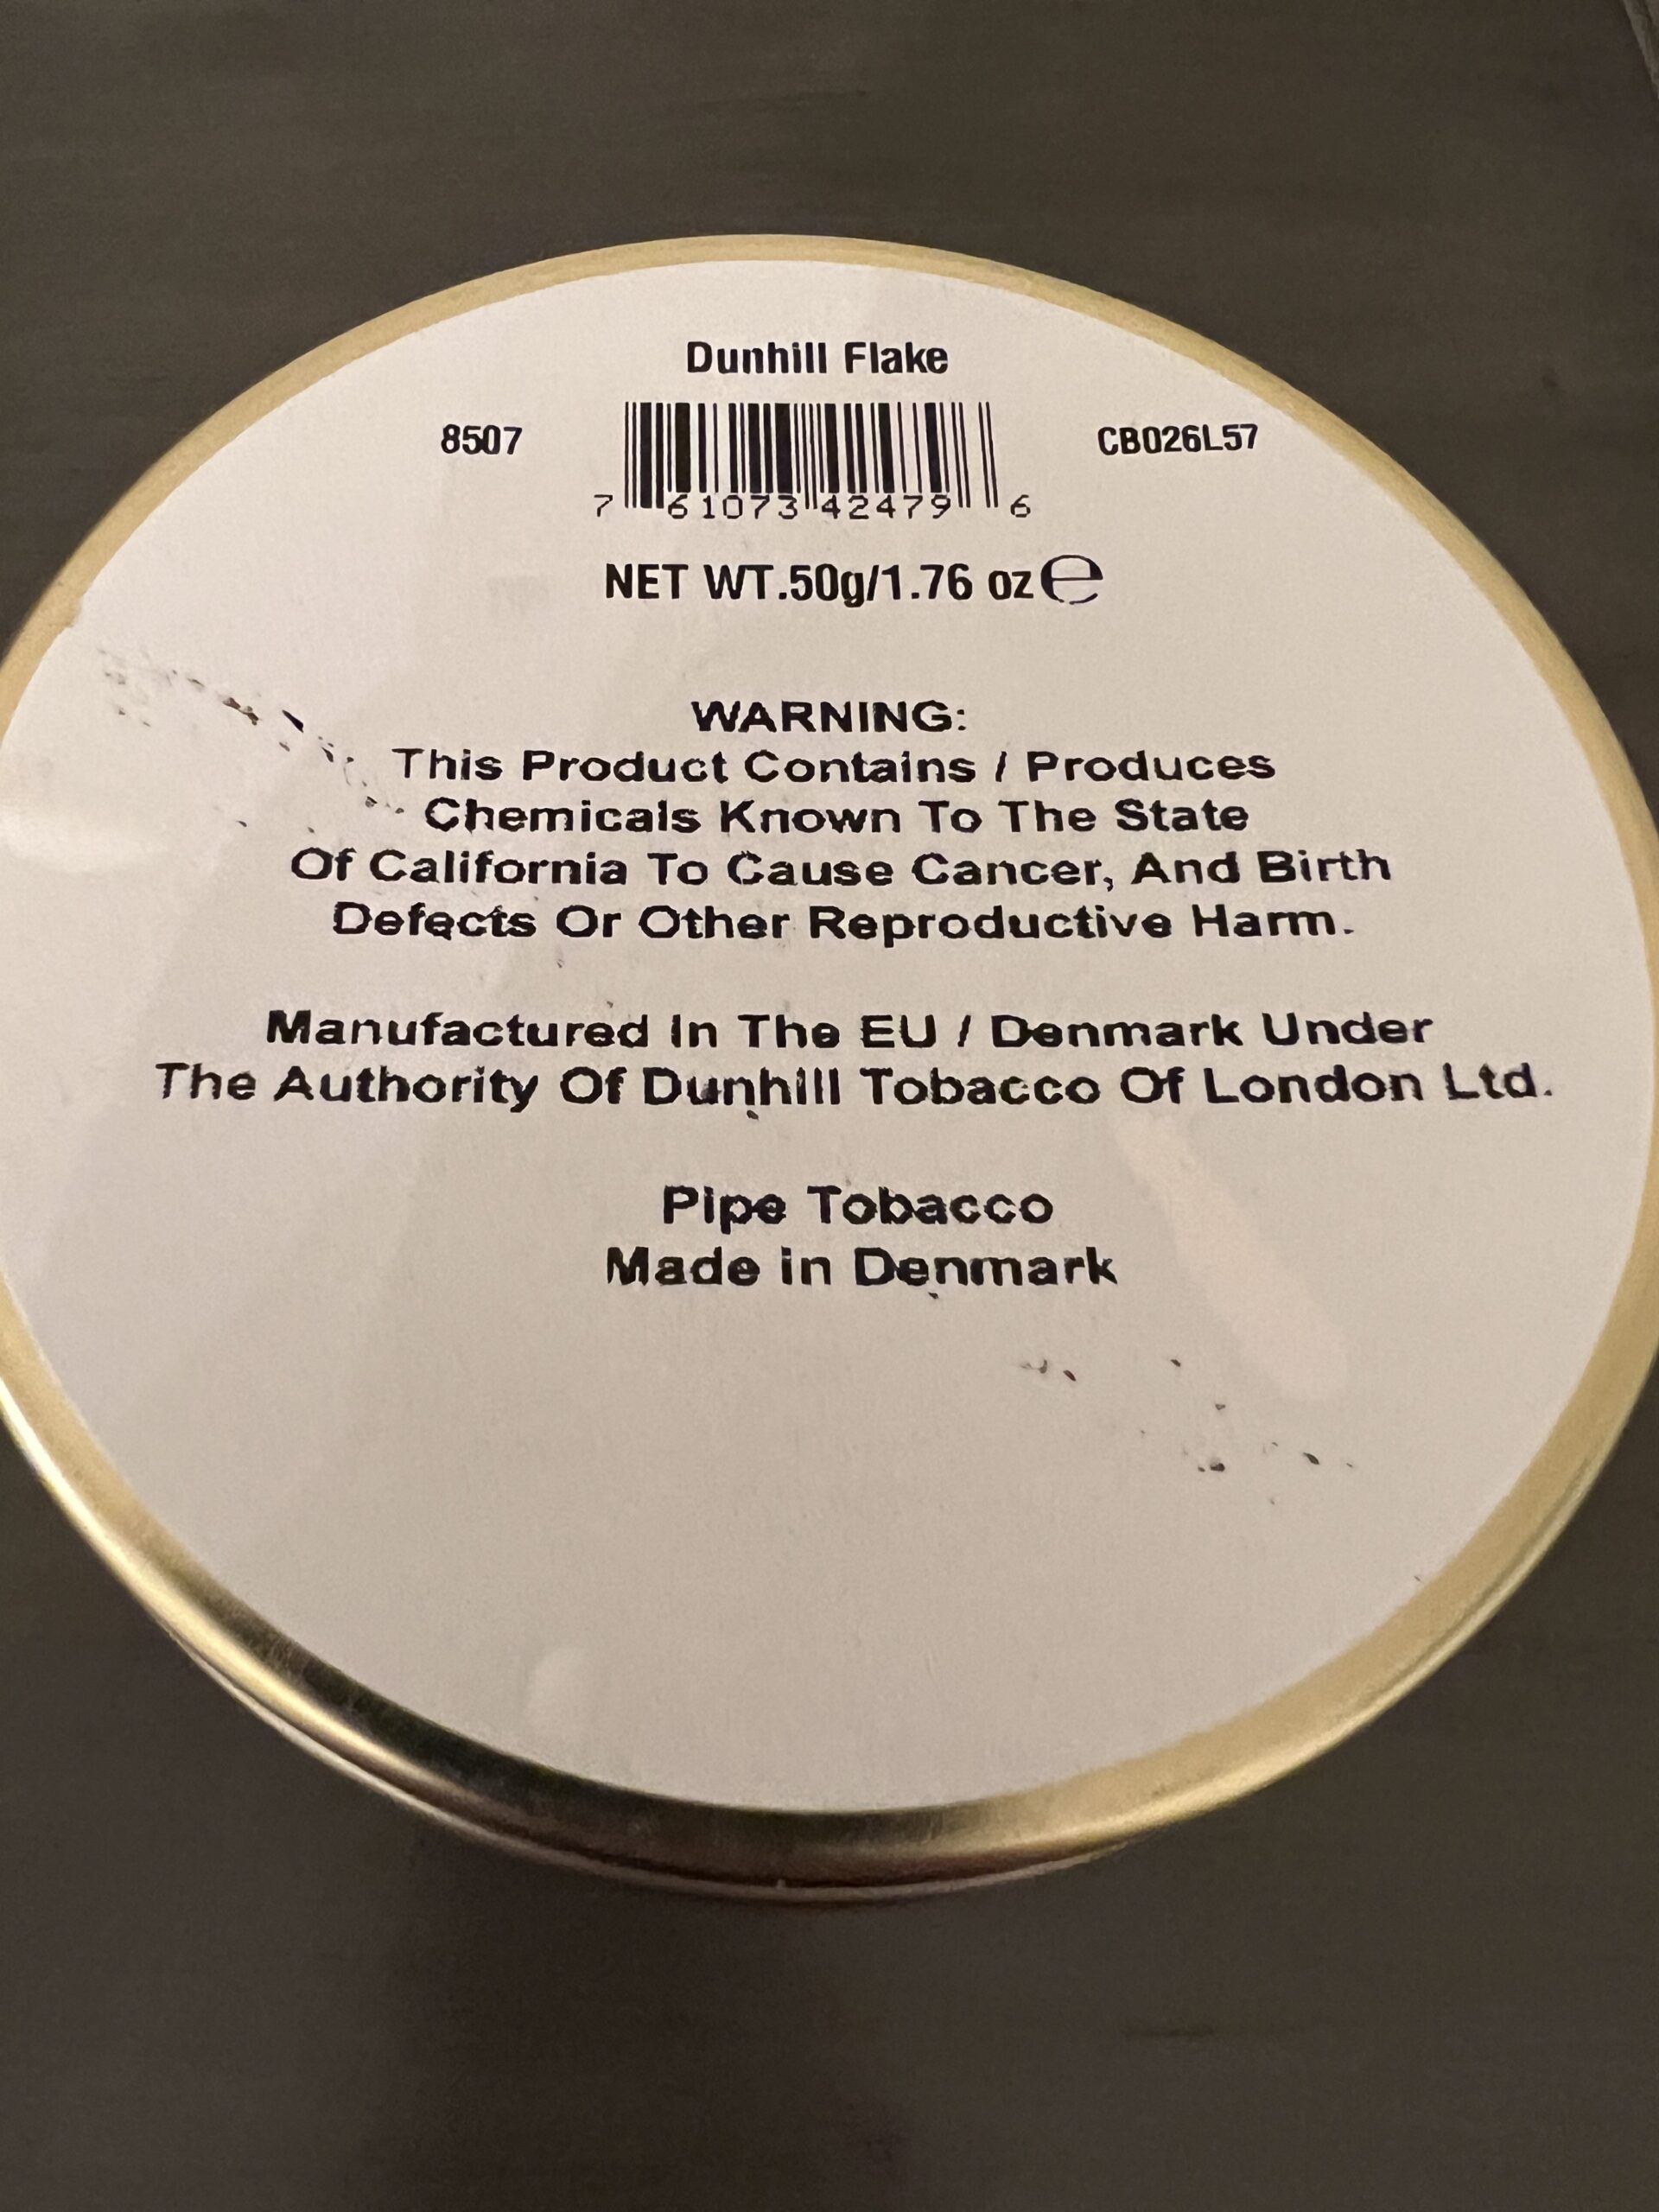 Dunhill Flake
8507
CB026L57
7 61073 42479 6
NET WT.50g/1.76 oz ℮
WARNING:
This Product Contains / Produces
Chemicals Known To The State
Of California To Cause Cancer, And Birth
Defects Or Other Reproductive Harm.
Manufactured In The EU / Denmark Under
The Authority Of Dunhill Tobacco Of London Ltd.
Pipe Tobacco
Made in Denmark